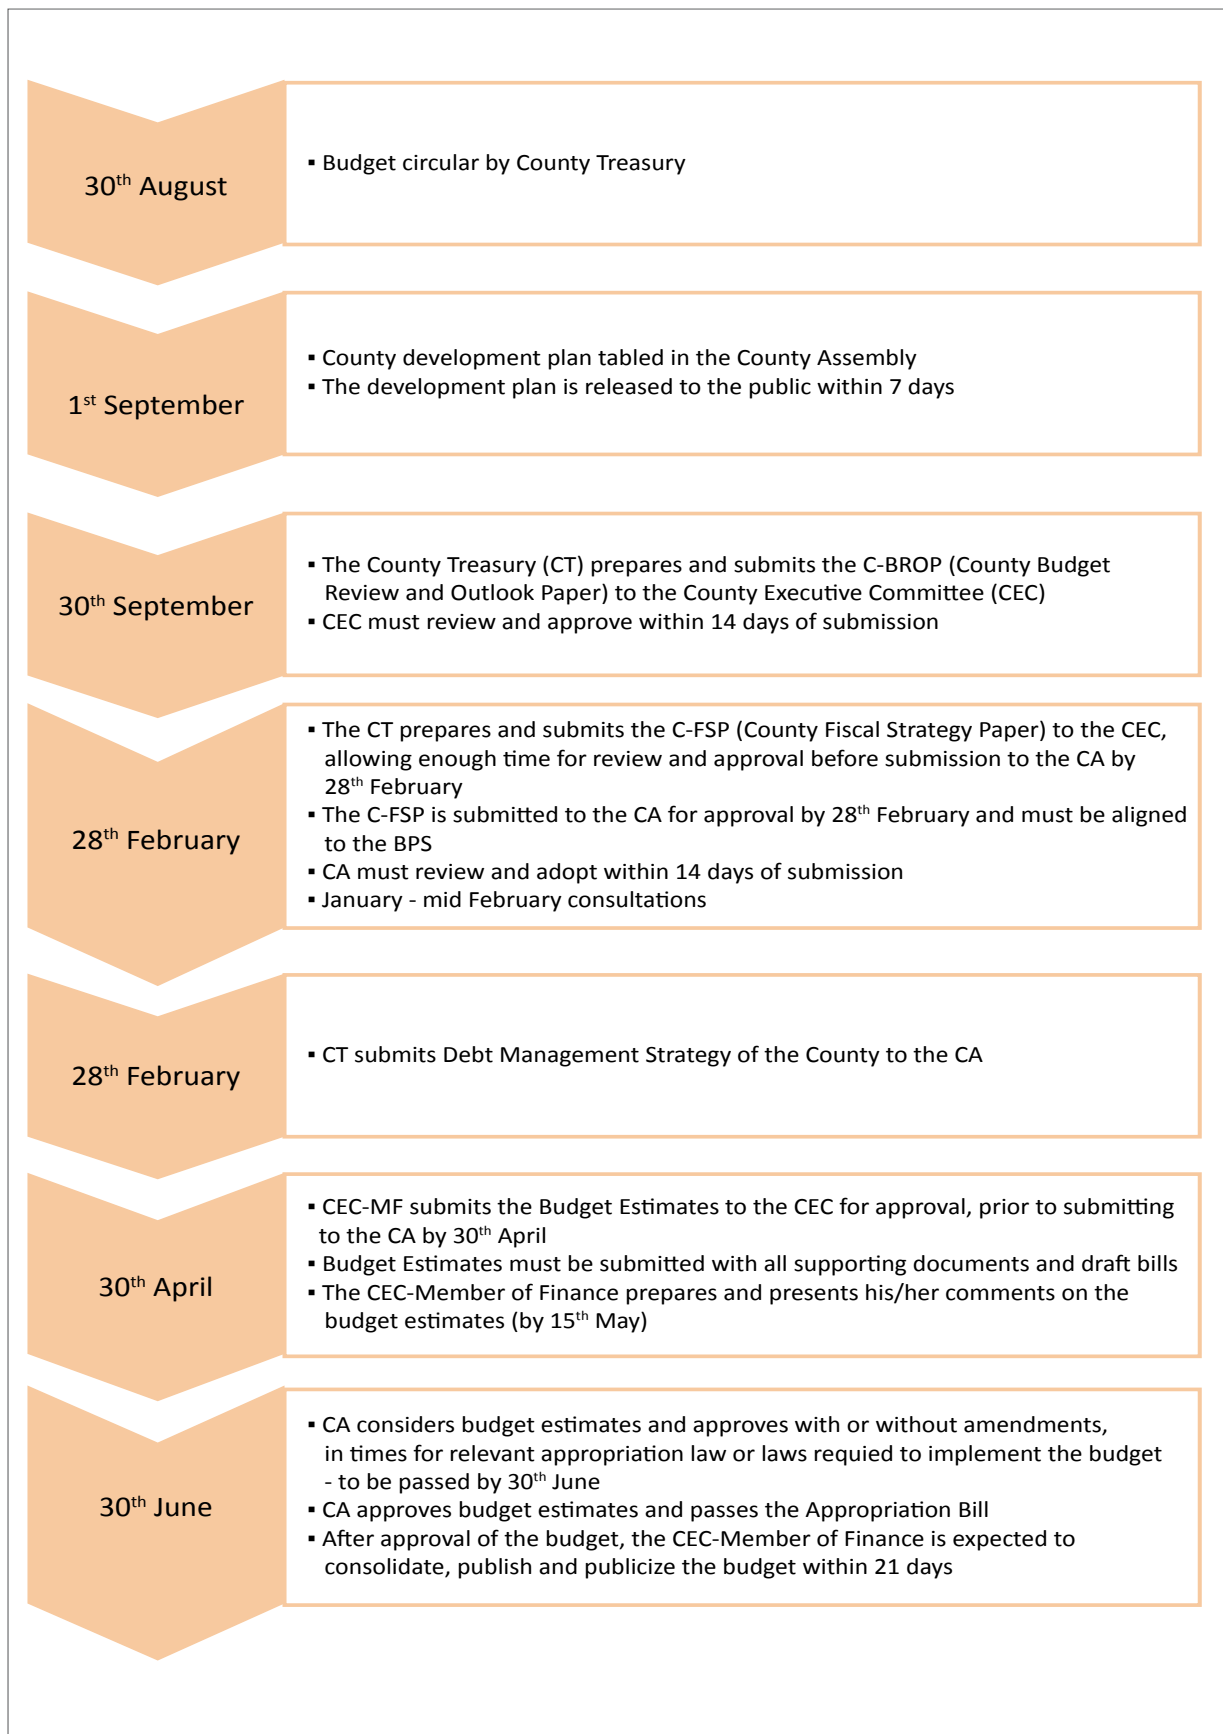 30th August
▪ Budget circular by County Treasury
1st September
▪ County development plan tabled in the County Assembly
▪ The development plan is released to the public within 7 days
30th September
▪ The County Treasury (CT) prepares and submits the C-BROP (County Budget
Review and Outlook Paper) to the County Executive Committee (CEC)
▪ CEC must review and approve within 14 days of submission
28th February
▪ The CT prepares and submits the C-FSP (County Fiscal Strategy Paper) to the CEC,
allowing enough time for review and approval before submission to the CA by
28th February
▪ The C-FSP is submitted to the CA for approval by 28th February and must be aligned
to the BPS
▪ CA must review and adopt within 14 days of submission
▪ January - mid February consultations
28th February
▪ CT submits Debt Management Strategy of the County to the CA
30th April
▪ CEC-MF submits the Budget Estimates to the CEC for approval, prior to submitting
to the CA by 30th April
▪ Budget Estimates must be submitted with all supporting documents and draft bills
▪ The CEC-Member of Finance prepares and presents his/her comments on the
budget estimates (by 15th May)
30th June
▪ CA considers budget estimates and approves with or without amendments,
in times for relevant appropriation law or laws requied to implement the budget
- to be passed by 30th June
▪ CA approves budget estimates and passes the Appropriation Bill
▪ After approval of the budget, the CEC-Member of Finance is expected to
consolidate, publish and publicize the budget within 21 days